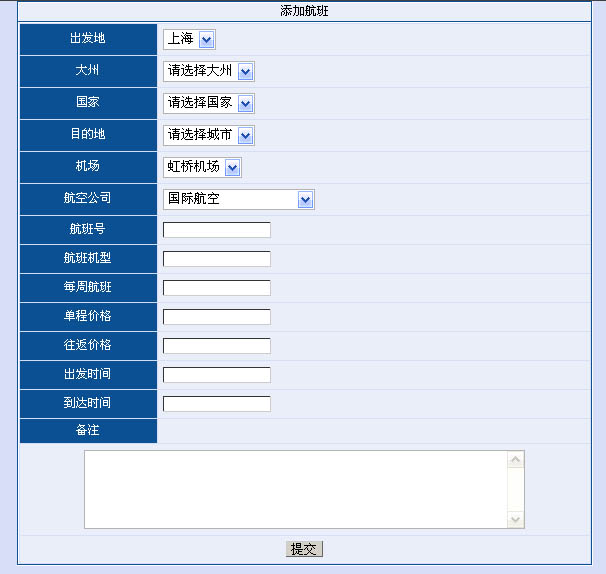 添加航班
出发地 上海
大州 请选择大州
国家 请选择国家
目的地 请选择城市
机场 虹桥机场
航空公司 国际航空
航班号
航班机型
每周航班
单程价格
往返价格
出发时间
到达时间
备注
提交